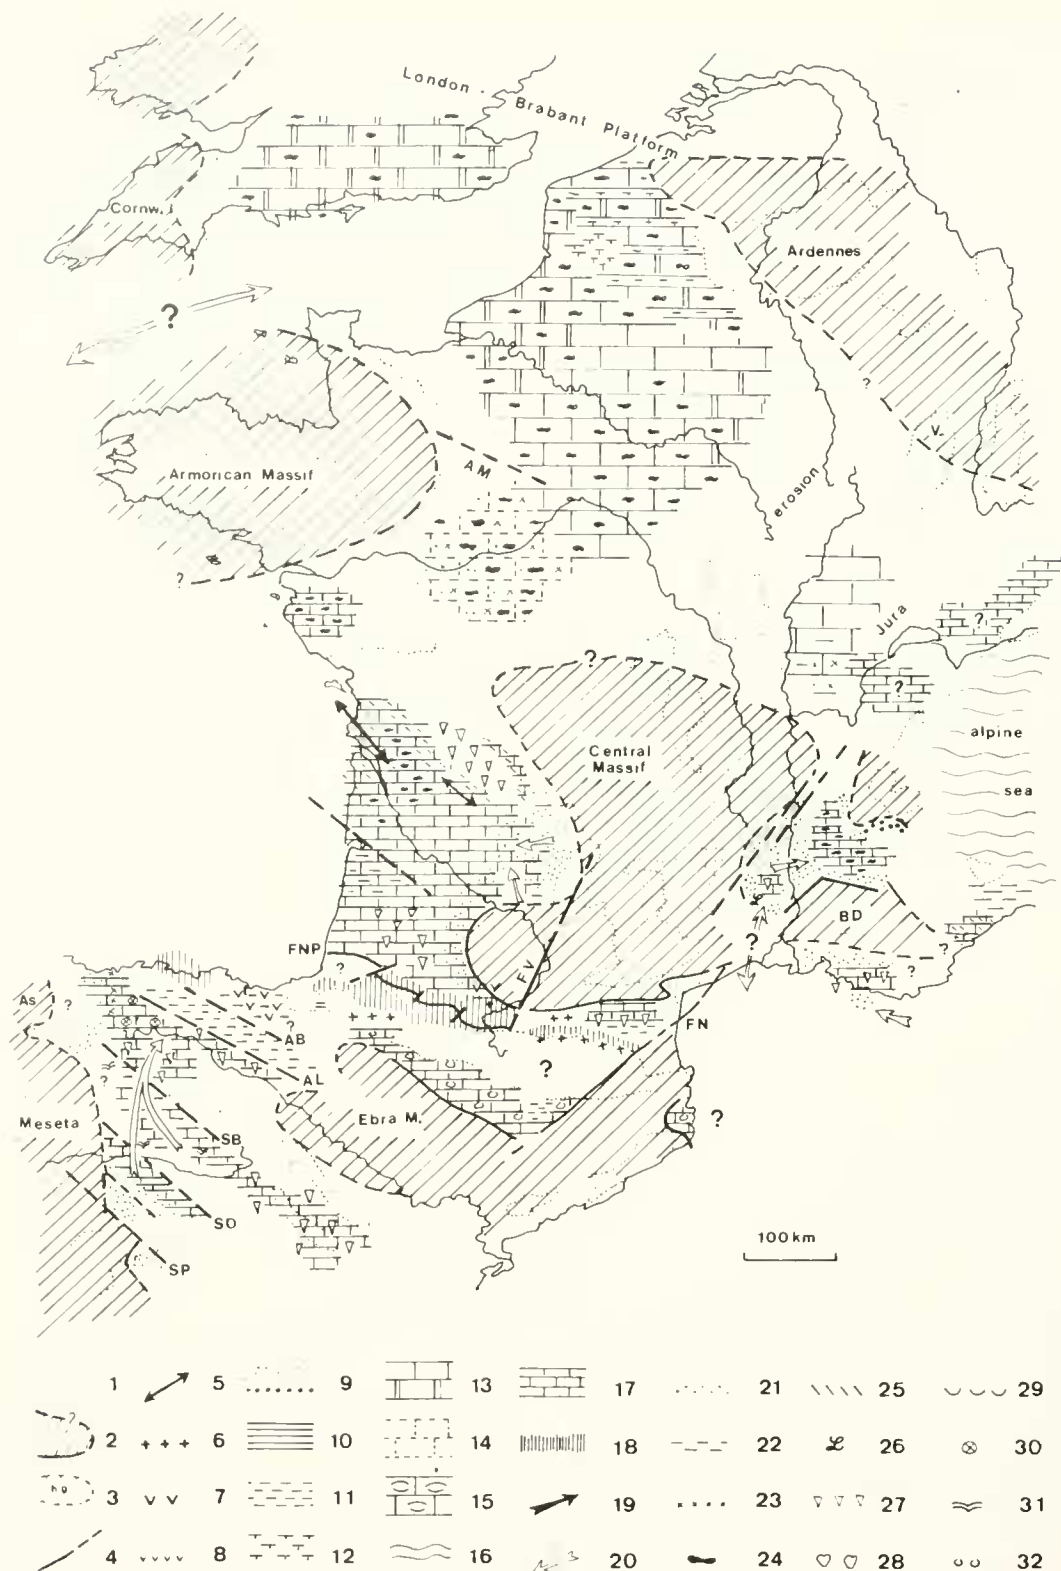 London - Brabant Platform
Cornw.
?
Ardennes
?
V.
Armorican Massif
?
AM
erosion
Jura
?
?
?
Central
Massif
alpine
sea
BD
?
?
?
FNP
?
FV
FN
As
?
?
AB
AL
?
?
Meseta
Ebra M.
?
SB
SO
SP
100 km
1 5 9 13 17 21 25 29
? 2 6 10 14 18 22 26 30
hg 3 7 11 15 19 23 27 31
4 8 12 16 3 20 24 28 32